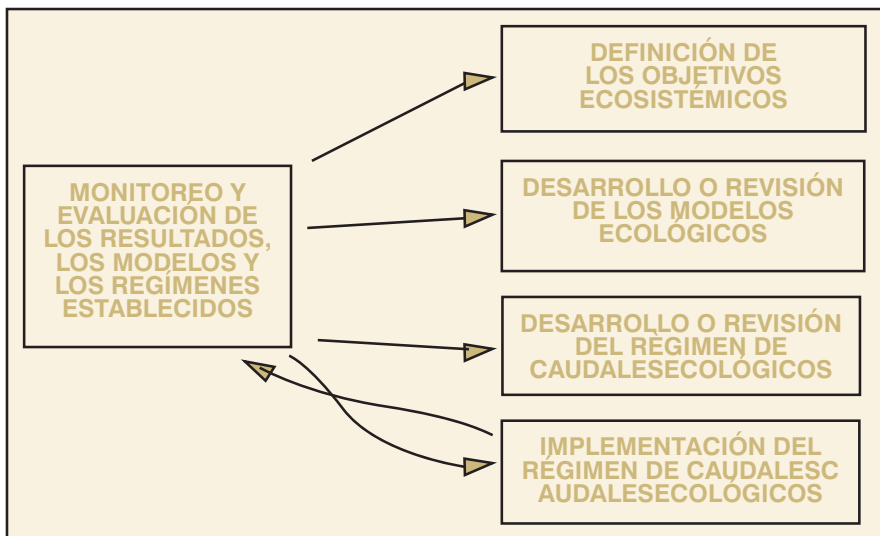 MONITOREO Y
EVALUACIÓN DE
LOS RESULTADOS,
LOS MODELOS Y
LOS REGÍMENES
ESTABLECIDOS
DEFINICIÓN DE
LOS OBJETIVOS
ECOSISTÉMICOS
DESARROLLO O REVISIÓN
DE LOS MODELOS
ECOLÓGICOS
DESARROLLO O REVISIÓN
DEL RÈGIMEN DE
CAUDALESECOLÓGICOS
IMPLEMENTACIÓN DEL
RÉGIMEN DE CAUDALESC
AUDALESECOLÓGICOS